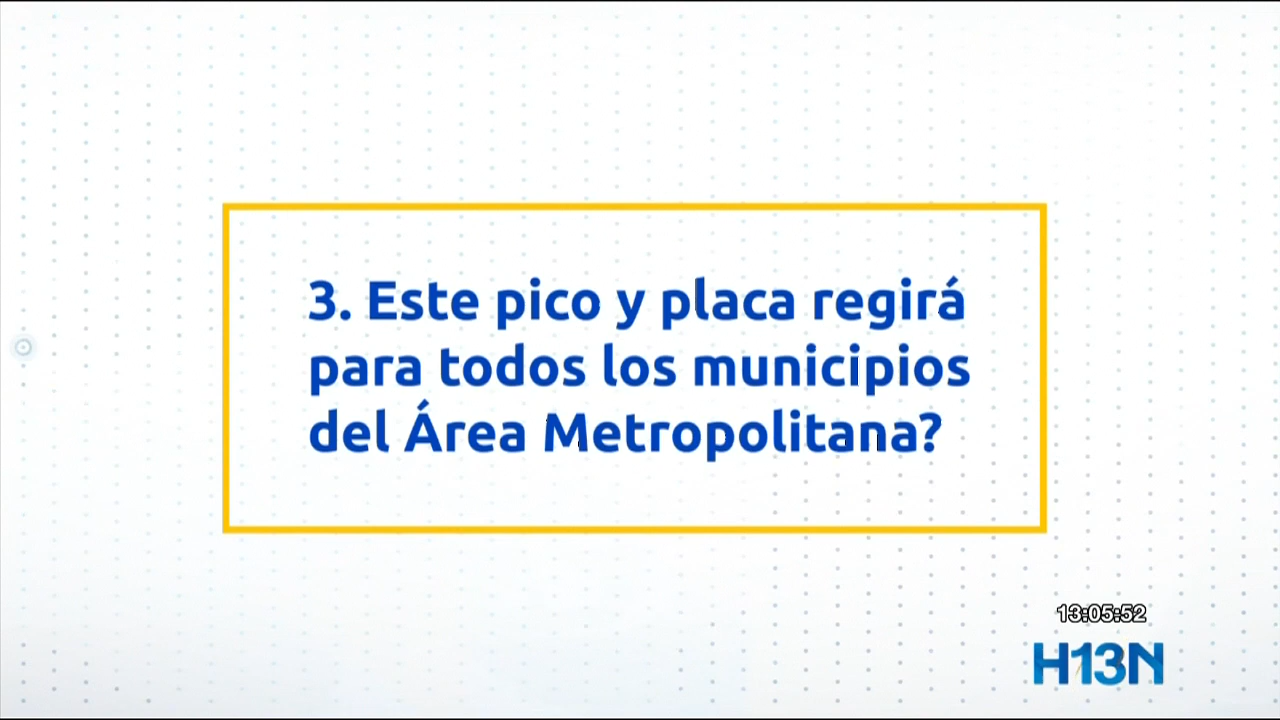 3. Este pico y placa regirá
para todos los municipios
del Área Metropolitana?
13:05:52
H13N